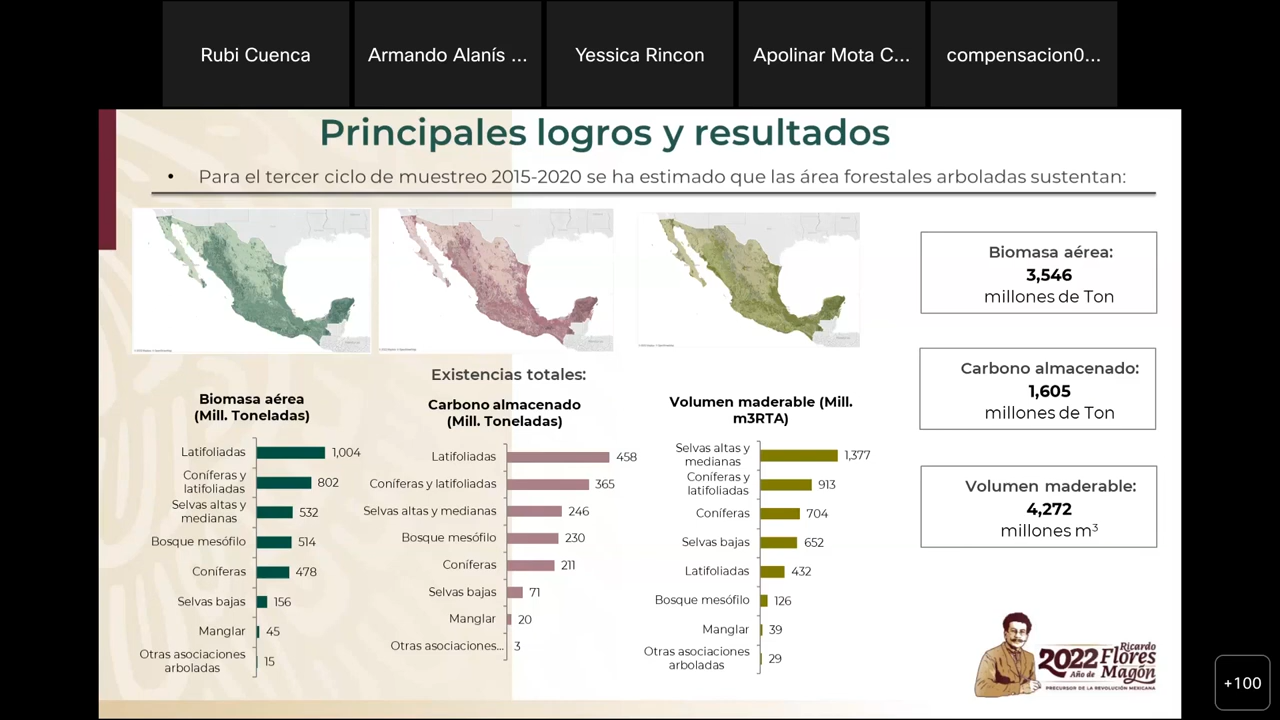 Rubi Cuenca
Armando Alanís ...
Yessica Rincon
Apolinar Mota C...
compensacion0...
Principales logros y resultados
• Para el tercer ciclo de muestreo 2015-2020 se ha estimado que las área forestales arboladas sustentan:
Biomasa aérea:
3,546
millones de Ton
Carbono almacenado:
1,605
millones de Ton
Volumen maderable:
4,272
millones m³
Existencias totales:
Biomasa aérea
(Mill. Toneladas)
Latifoliadas 1,004
Coníferas y
latifoliadas 802
Selvas altas y
medianas 532
Bosque mesófilo 514
Coníferas 478
Selvas bajas 156
Manglar 45
Otras asociaciones
arboladas 15
Carbono almacenado
(Mill. Toneladas)
Latifoliadas 458
Coníferas y latifoliadas 365
Selvas altas y medianas 246
Bosque mesófilo 230
Coníferas 211
Selvas bajas 71
Manglar 20
Otras asociaciones... 3
Volumen maderable (Mill.
m3RTA)
Selvas altas y
medianas 1,377
Coníferas y
latifoliadas 913
Coníferas 704
Selvas bajas 652
Latifoliadas 432
Bosque mesófilo 126
Manglar 39
Otras asociaciones
arboladas 29
2022 Ricardo
Año de Flores
Magón
PRECURSOR DE LA REVOLUCIÓN MEXICANA
+100